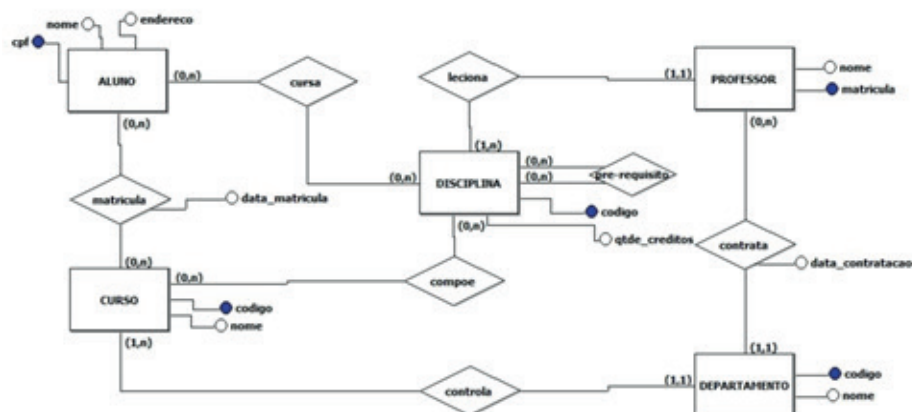 nome
endereco
cpf
ALUNO
(0,n)
cursa
leciona
(1,1)
PROFESSOR
nome
matricula
(0,n)
(1,n)
(0,n)
(0,n)
(0,n)
DISCIPLINA
(0,n)
pre-requisito
codigo
qtde_creditos
(0,n)
matricula
data_matricula
contrata
data_contratacao
(0,n)
(0,n)
compoe
CURSO
codigo
nome
(1,n)
controla
(1,1)
(1,1)
DEPARTAMENTO
codigo
nome